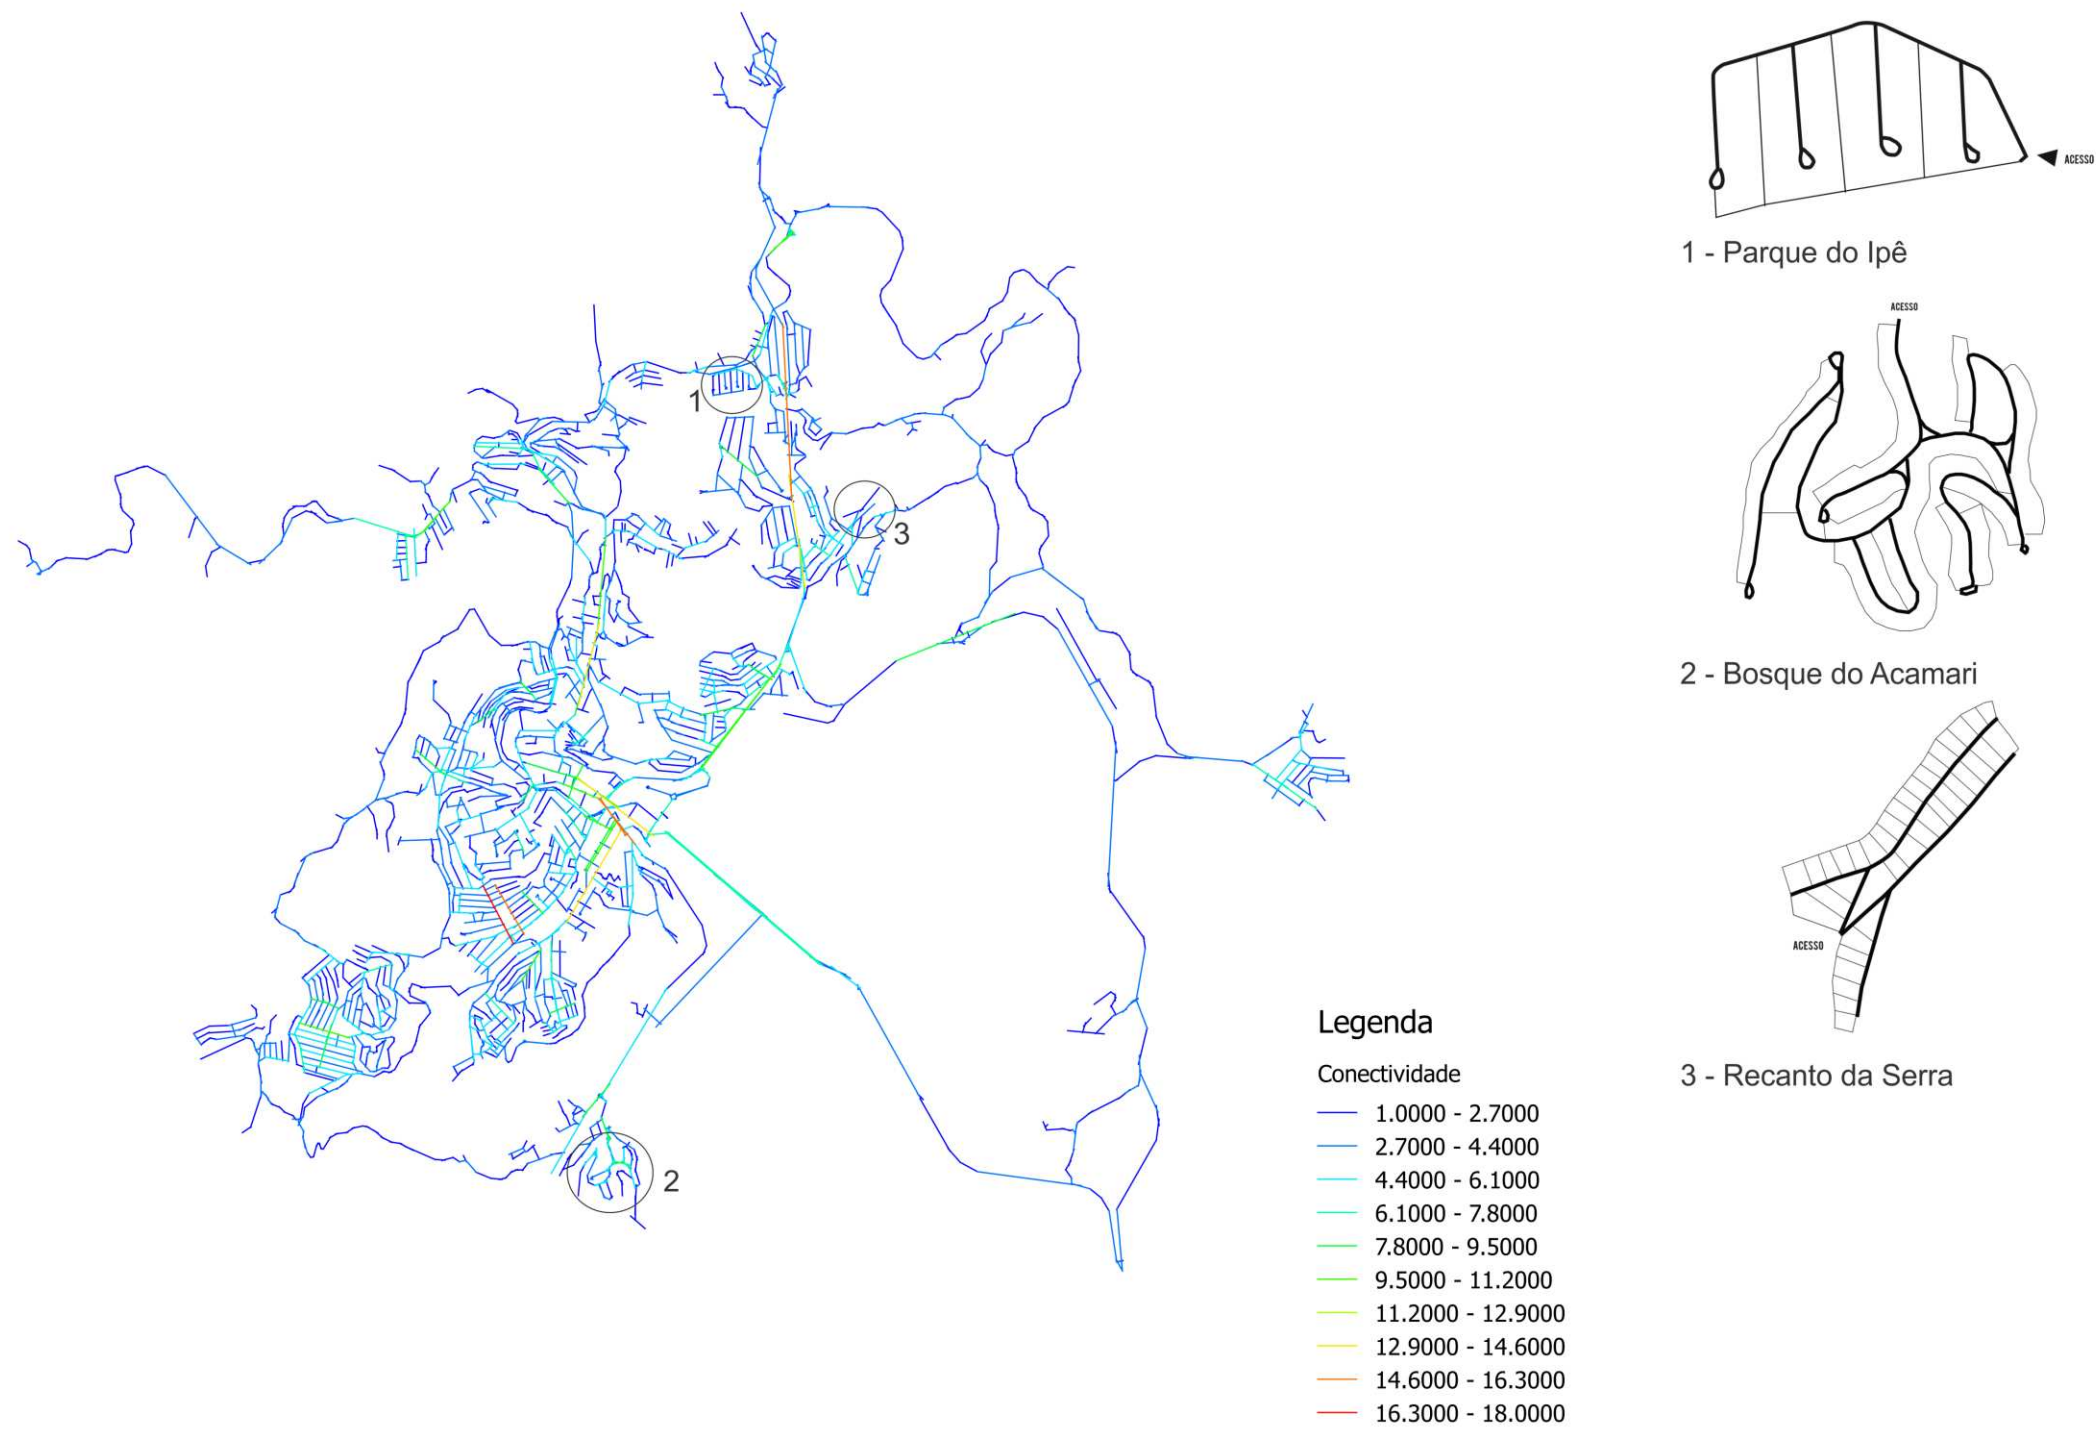 1
3
2
ACESSO
1 - Parque do Ipê
ACESSO
2 - Bosque do Acamari
ACESSO
3 - Recanto da Serra
Legenda
Conectividade
1.0000 - 2.7000
2.7000 - 4.4000
4.4000 - 6.1000
6.1000 - 7.8000
7.8000 - 9.5000
9.5000 - 11.2000
11.2000 - 12.9000
12.9000 - 14.6000
14.6000 - 16.3000
16.3000 - 18.0000